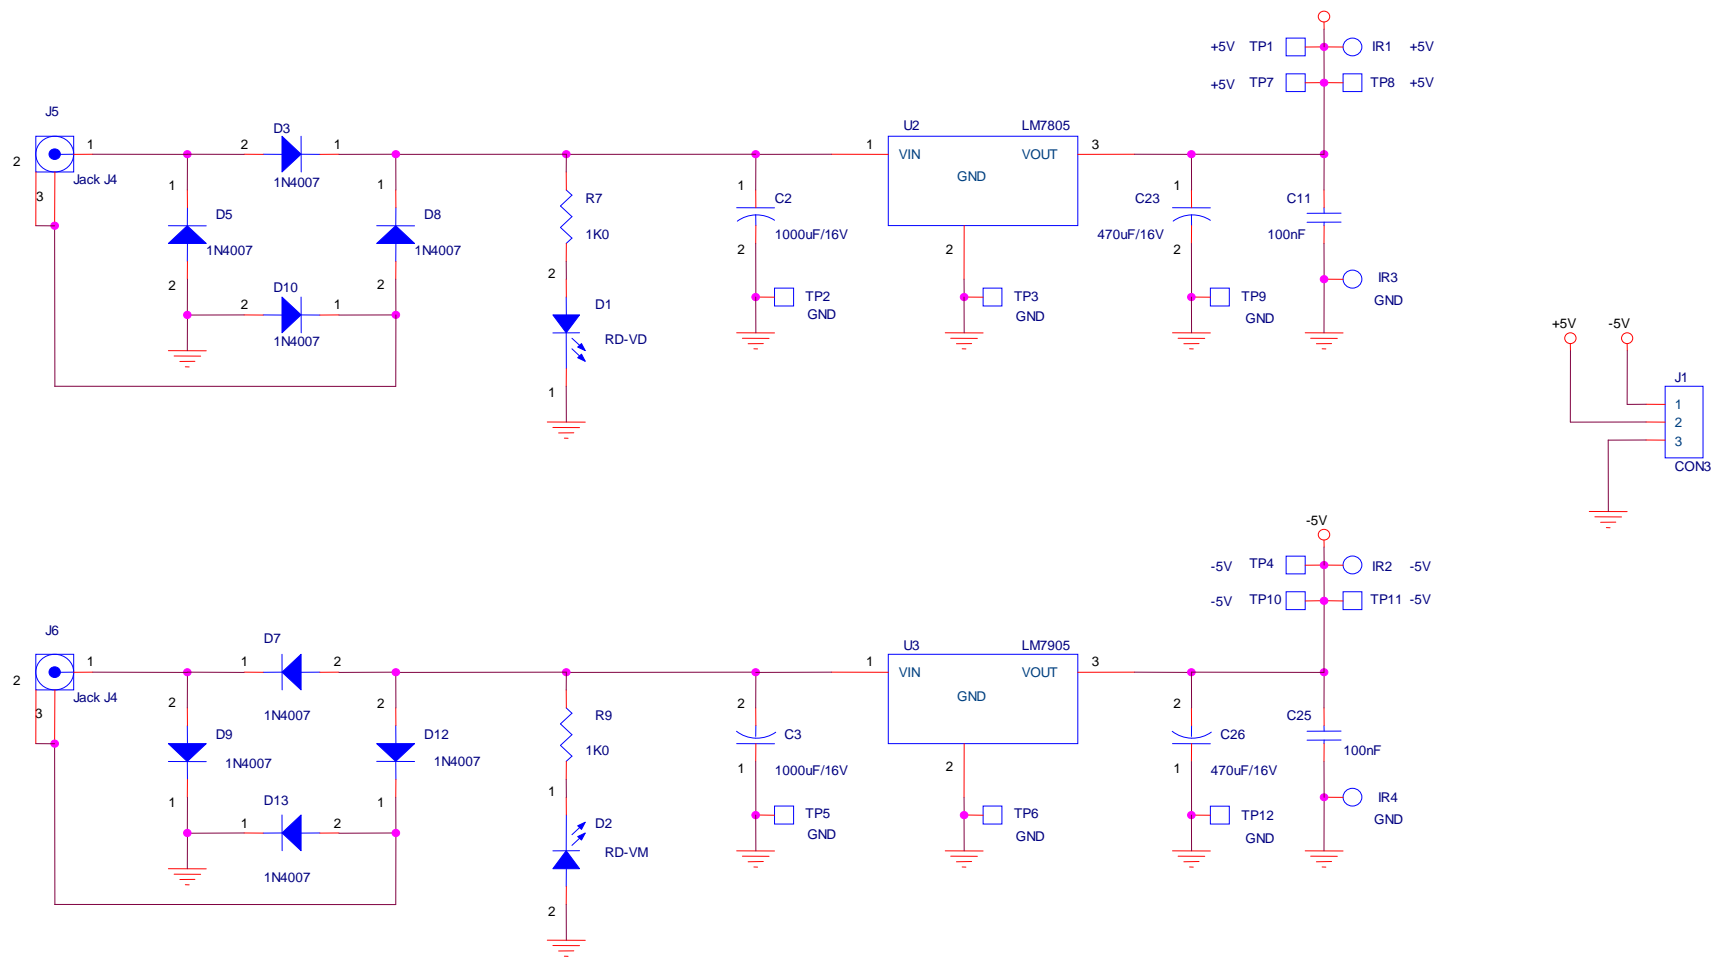 +5V TP1 IR1 +5V
+5V TP7 TP8 +5V
J5
1
2
3
Jack J4
D3
2 1
1N4007
1
D5
1N4007
2
1
D8
1N4007
2
D10
2 1
1N4007
R7
1K0
2
D1
RD-VD
1
1
C2
1000uF/16V
2
TP2
GND
U2 LM7805
1 VIN VOUT 3
GND
2
TP3
GND
1
C23
470uF/16V
2
TP9
GND
C11
100nF
IR3
GND
+5V -5V
J1
1
2
3
CON3
-5V
-5V TP4 IR2 -5V
-5V TP10 TP11 -5V
J6
1
2
3
Jack J4
D7
1 2
1N4007
2
D9
1N4007
1
2
D12
1N4007
1
D13
1 2
1N4007
R9
1K0
1
D2
RD-VM
2
2
C3
1000uF/16V
1
TP5
GND
U3 LM7905
1 VIN VOUT 3
GND
2
TP6
GND
2
C26
470uF/16V
1
TP12
GND
C25
100nF
IR4
GND